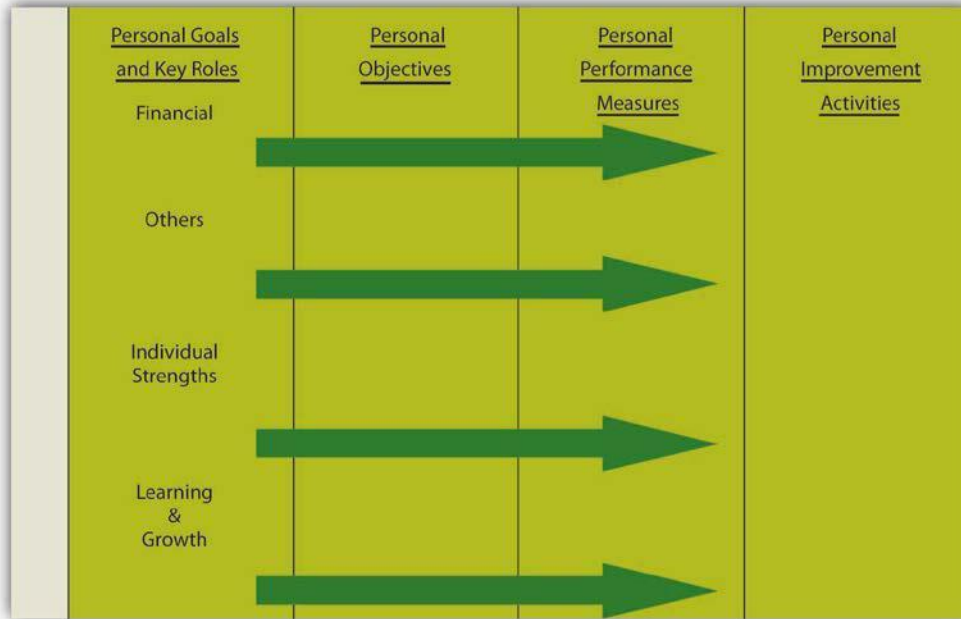 Personal Goals
and Key Roles
Personal
Objectives
Personal
Performance
Measures
Personal
Improvement
Activities
Financial
Others
Individual
Strengths
Learning
&
Growth